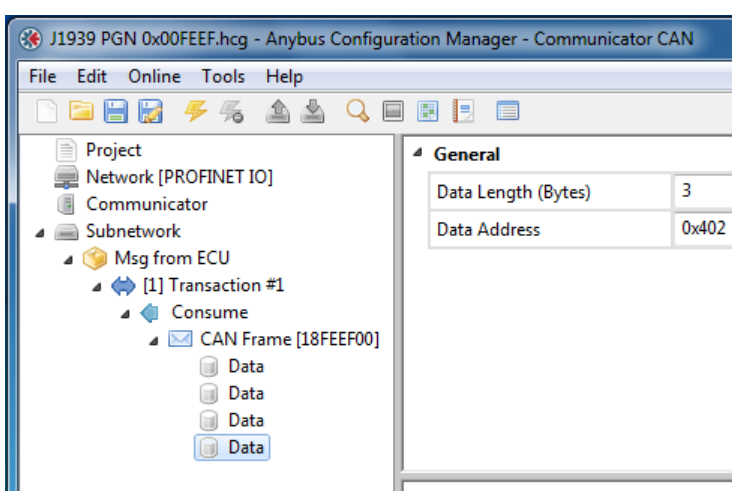 J1939 PGN 0x00FEEF.hcg - Anybus Configuration Manager - Communicator CAN
File Edit Online Tools Help
Project
Network [PROFINET IO]
Communicator
Subnetwork
Msg from ECU
[1] Transaction #1
Consume
CAN Frame [18FEEF00]
Data
Data
Data
Data
General
Data Length (Bytes) 3
Data Address 0x402